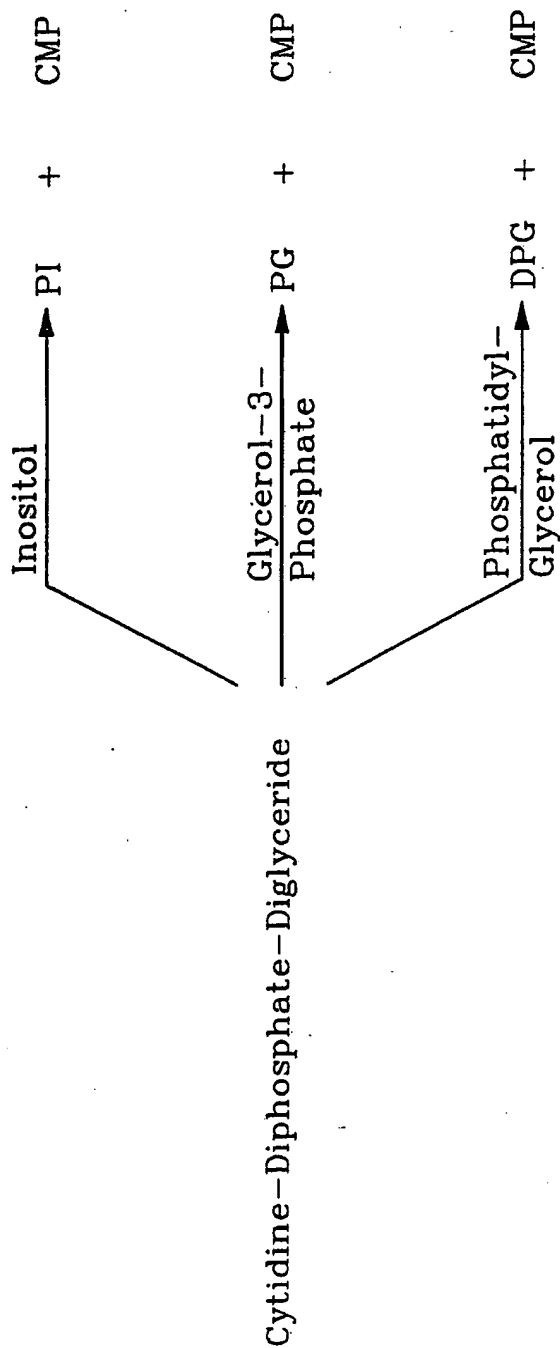 Inositol
PI + CMP
Cytidine-Diphosphate-Diglyceride
Glycerol-3-
Phosphate
PG + CMP
Phosphatidyl-
Glycerol
DPG + CMP